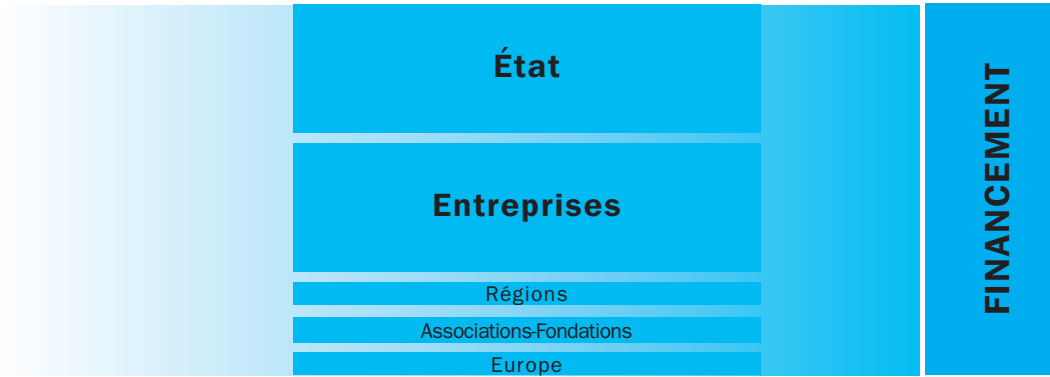 État
Entreprises
Régions
Associations-Fondations
Europe
FINANCEMENT